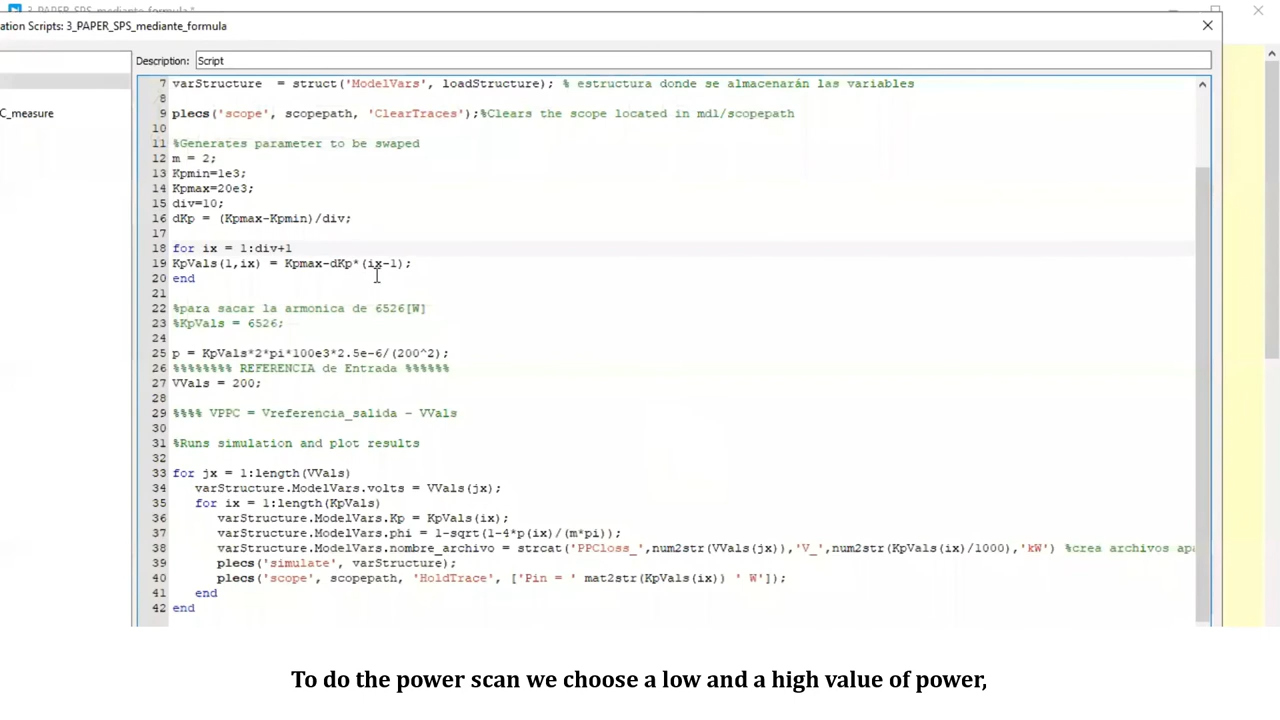 3_PAPER_SPS_mediante_formula *
ation Scripts: 3_PAPER_SPS_mediante_formula
Description: Script
C_measure
7 varStructure  = struct('ModelVars', loadStructure); % estructura donde se almacenarán las variables
8
9 plecs('scope', scopepath, 'ClearTraces');%Clears the scope located in mdl/scopepath
10
11 %Generates parameter to be swaped
12 m = 2;
13 Kpmin=1e3;
14 Kpmax=20e3;
15 div=10;
16 dKp = (Kpmax-Kpmin)/div;
17
18 for ix = 1:div+1
19 KpVals(1,ix) = Kpmax-dKp*(ix-1);
20 end
21
22 %para sacar la armonica de 6526[W]
23 %KpVals = 6526;
24
25 p = KpVals*2*pi*100e3*2.5e-6/(200^2);
26 %%%%%%%% REFERENCIA de Entrada %%%%%%
27 VVals = 200;
28
29 %%%% VPPC = Vreferencia_salida - VVals
30
31 %Runs simulation and plot results
32
33 for jx = 1:length(VVals)
34    varStructure.ModelVars.volts = VVals(jx);
35    for ix = 1:length(KpVals)
36       varStructure.ModelVars.Kp = KpVals(ix);
37       varStructure.ModelVars.phi = 1-sqrt(1-4*p(ix)/(m*pi));
38       varStructure.ModelVars.nombre_archivo = strcat('PPCloss_',num2str(VVals(jx)),'V_',num2str(KpVals(ix)/1000),'kW') %crea archivos apa
39       plecs('simulate', varStructure);
40       plecs('scope', scopepath, 'HoldTrace', ['Pin = ' mat2str(KpVals(ix)) ' W']);
41    end
42 end
To do the power scan we choose a low and a high value of power,